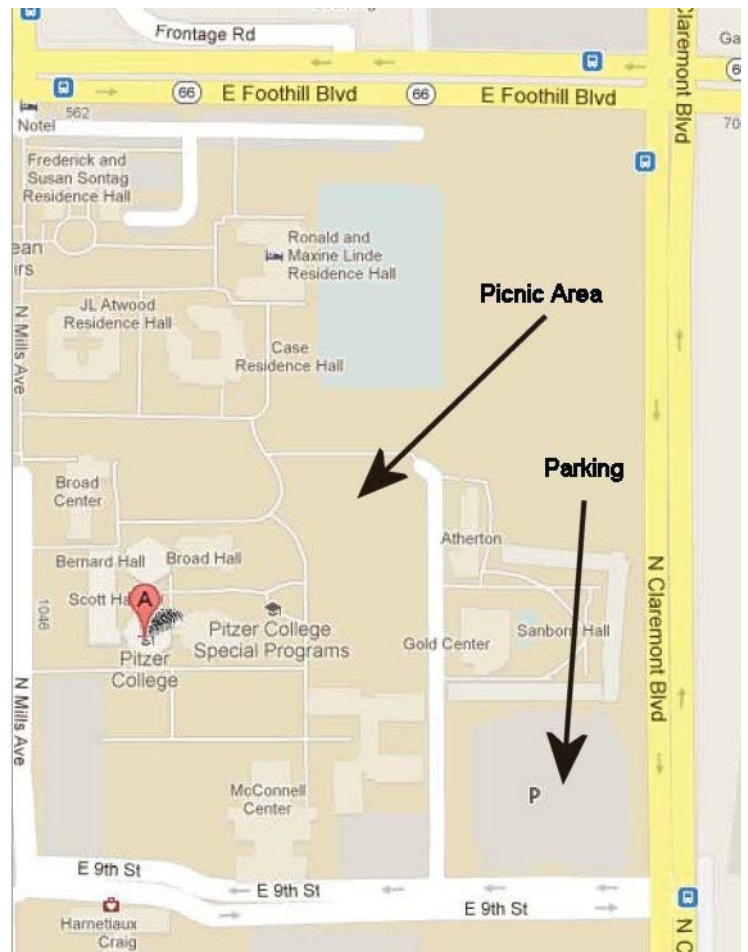 Frontage Rd
66
E Foothill Blvd
66
E Foothill Blvd
N Claremont Blvd
Notel
562
Frederick and
Susan Sontag
Residence Hall
Ronald and
Maxine Linde
Residence Hall
Picnic Area
JL Atwood
Residence Hall
Case
Residence Hall
N Mills Ave
Parking
Broad
Center
Atherton
Bernard Hall
Broad Hall
Scott
A
1046
Pitzer College
Special Programs
Gold Center
Sanborn Hall
N Claremont Blvd
Pitzer
College
N Mills Ave
McConnell
Center
P
E 9th St
E 9th St
E 9th St
Harnetiaux
Craig